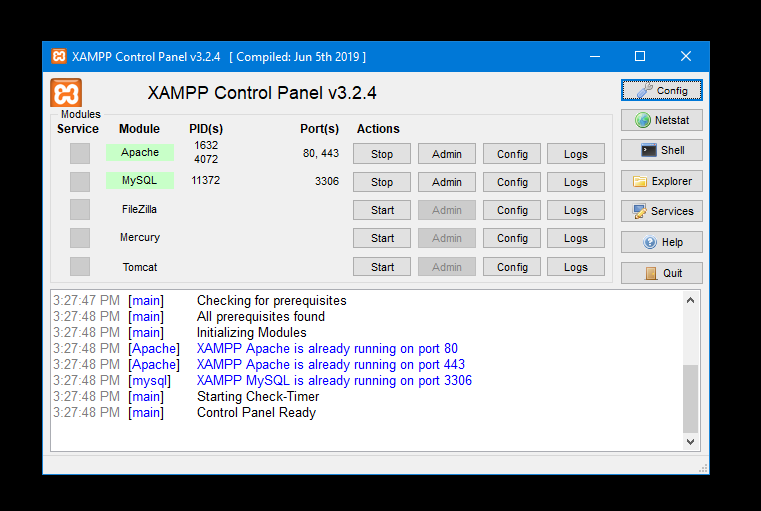 XAMPP Control Panel v3.2.4 [ Compiled: Jun 5th 2019 ]
XAMPP Control Panel v3.2.4
Config
Modules
Service Module PID(s) Port(s) Actions
Netstat
Apache 1632 4072 80, 443 Stop Admin Config Logs
Shell
MySQL 11372 3306 Stop Admin Config Logs
Explorer
FileZilla Start Admin Config Logs
Services
Mercury Start Admin Config Logs
Help
Tomcat Start Admin Config Logs
Quit
3:27:47 PM [main] Checking for prerequisites
3:27:48 PM [main] All prerequisites found
3:27:48 PM [main] Initializing Modules
3:27:48 PM [Apache] XAMPP Apache is already running on port 80
3:27:48 PM [Apache] XAMPP Apache is already running on port 443
3:27:48 PM [mysql] XAMPP MySQL is already running on port 3306
3:27:48 PM [main] Starting Check-Timer
3:27:48 PM [main] Control Panel Ready